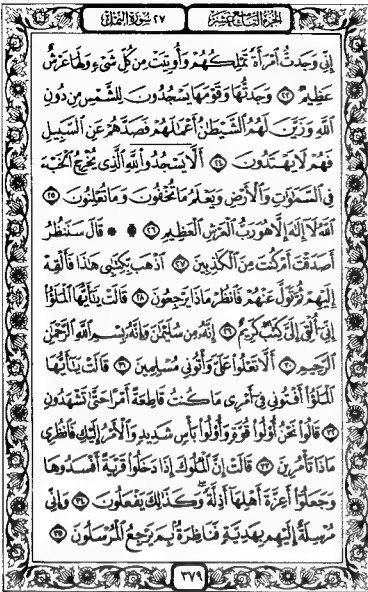 الجزء التاسع عشر ٢٧ سورة النمل
إِنِّي وَجَدتُّ ٱمْرَأَةً تَمْلِكُهُمْ وَأُوتِيَتْ مِن كُلِّ شَىْءٍ وَلَهَا عَرْشٌ
عَظِيمٌ ٢٣ وَجَدتُّهَا وَقَوْمَهَا يَسْجُدُونَ لِلشَّمْسِ مِن دُونِ
ٱللَّهِ وَزَيَّنَ لَهُمُ ٱلشَّيْطَٰنُ أَعْمَٰلَهُمْ فَصَدَّهُمْ عَنِ ٱلسَّبِيلِ
فَهُمْ لَا يَهْتَدُونَ ٢٤ أَلَّا يَسْجُدُوا۟ لِلَّهِ ٱلَّذِى يُخْرِجُ ٱلْخَبْءَ
فِى ٱلسَّمَٰوَٰتِ وَٱلْأَرْضِ وَيَعْلَمُ مَا تُخْفُونَ وَمَا تُعْلِنُونَ ٢٥
ٱللَّهُ لَآ إِلَٰهَ إِلَّا هُوَ رَبُّ ٱلْعَرْشِ ٱلْعَظِيمِ ٢٦ قَالَ سَنَنظُرُ
أَصَدَقْتَ أَمْ كُنتَ مِنَ ٱلْكَٰذِبِينَ ٢٧ ٱذْهَب بِّكِتَٰبِى هَٰذَا فَأَلْقِهْ
إِلَيْهِمْ ثُمَّ تَوَلَّ عَنْهُمْ فَٱنظُرْ مَاذَا يَرْجِعُونَ ٢٨ قَالَتْ يَٰٓأَيُّهَا ٱلْمَلَؤُا۟
إِنِّىٓ أُلْقِىَ إِلَىَّ كِتَٰبٌ كَرِيمٌ ٢٩ إِنَّهُۥ مِن سُلَيْمَٰنَ وَإِنَّهُۥ بِسْمِ ٱللَّهِ ٱلرَّحْمَٰنِ
ٱلرَّحِيمِ ٣٠ أَلَّا تَعْلُوا۟ عَلَىَّ وَأْتُونِى مُسْلِمِينَ ٣١ قَالَتْ يَٰٓأَيُّهَا
ٱلْمَلَؤُا۟ أَفْتُونِى فِىٓ أَمْرِى مَا كُنتُ قَاطِعَةً أَمْرًا حَتَّىٰ تَشْهَدُونِ
٣٢ قَالُوا۟ نَحْنُ أُو۟لُوا۟ قُوَّةٍ وَأُو۟لُوا۟ بَأْسٍ شَدِيدٍ وَٱلْأَمْرُ إِلَيْكِ فَٱنظُرِى
مَاذَا تَأْمُرِينَ ٣٣ قَالَتْ إِنَّ ٱلْمُلُوكَ إِذَا دَخَلُوا۟ قَرْيَةً أَفْسَدُوهَا
وَجَعَلُوٓا۟ أَعِزَّةَ أَهْلِهَآ أَذِلَّةً وَكَذَٰلِكَ يَفْعَلُونَ ٣٤ وَإِنِّى
مُرْسِلَةٌ إِلَيْهِم بِهَدِيَّةٍ فَنَاظِرَةٌۢ بِمَ يَرْجِعُ ٱلْمُرْسَلُونَ ٣٥
٣٧٩